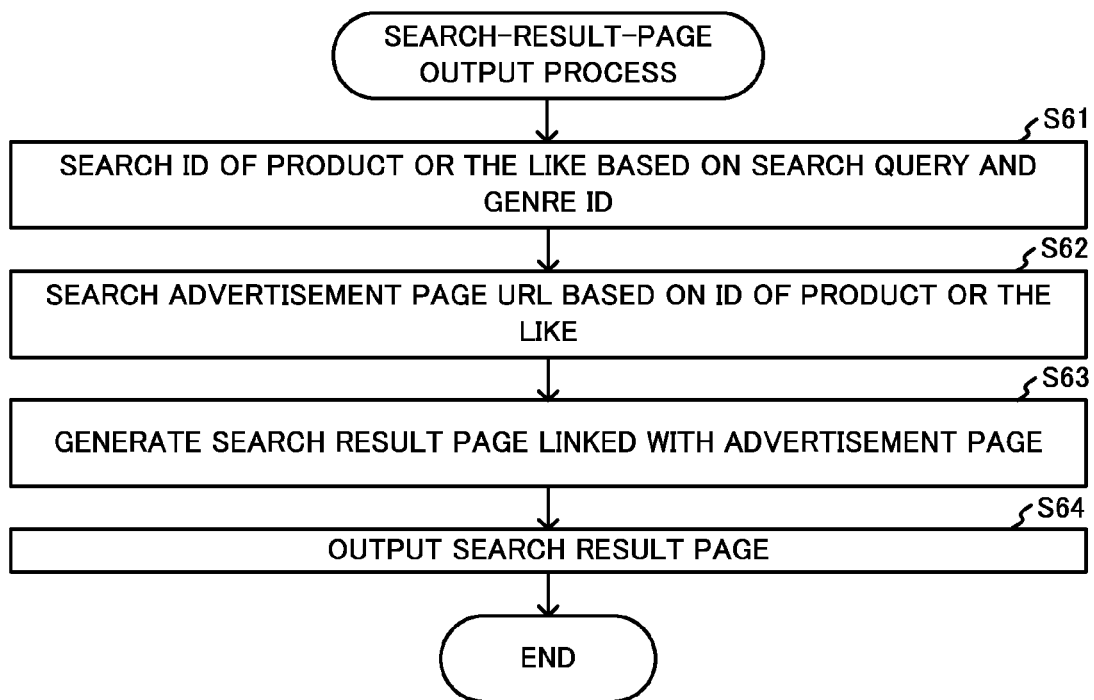 SEARCH-RESULT-PAGE
OUTPUT PROCESS
S61
SEARCH ID OF PRODUCT OR THE LIKE BASED ON SEARCH QUERY AND
GENRE ID
S62
SEARCH ADVERTISEMENT PAGE URL BASED ON ID OF PRODUCT OR THE
LIKE
S63
GENERATE SEARCH RESULT PAGE LINKED WITH ADVERTISEMENT PAGE
S64
OUTPUT SEARCH RESULT PAGE
END